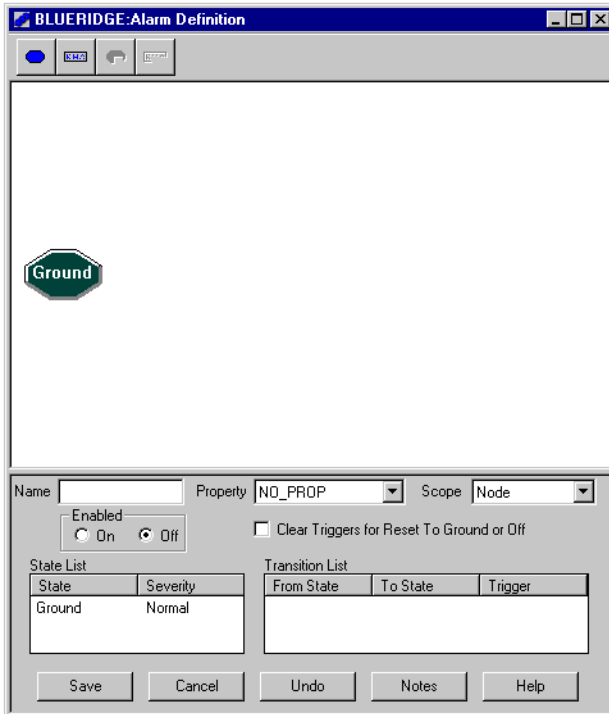 BLUERIDGE:Alarm Definition
Ground
Name Property NO_PROP Scope Node
Enabled
On Off Clear Triggers for Reset To Ground or Off
State List Transition List
State Severity From State To State Trigger
Ground Normal
Save Cancel Undo Notes Help